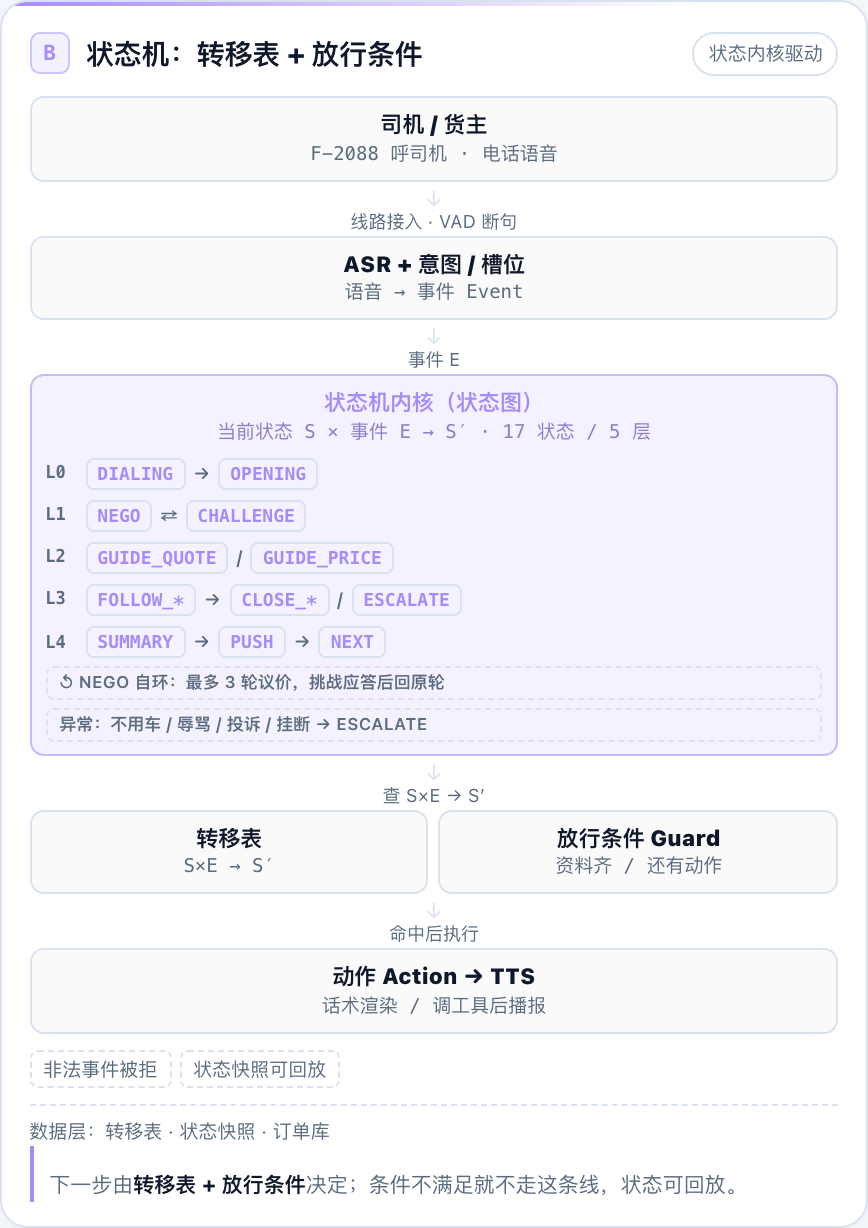 B 状态机：转移表 + 放行条件 状态内核驱动
司机 / 货主
F-2088 呼司机 · 电话语音
↓
线路接入 · VAD 断句
ASR + 意图 / 槽位
语音 → 事件 Event
↓
事件 E
状态机内核（状态图）
当前状态 S × 事件 E → S′ · 17 状态 / 5 层
L0 DIALING → OPENING
L1 NEGO ⇄ CHALLENGE
L2 GUIDE_QUOTE / GUIDE_PRICE
L3 FOLLOW_* → CLOSE_* / ESCALATE
L4 SUMMARY → PUSH → NEXT
↺ NEGO 自环：最多 3 轮议价，挑战应答后回原轮
异常：不用车 / 辱骂 / 投诉 / 挂断 → ESCALATE
↓
查 S×E → S′
转移表 放行条件 Guard
S×E → S′ 资料齐 / 还有动作
↓
命中后执行
动作 Action → TTS
话术渲染 / 调工具后播报
非法事件被拒 状态快照可回放
数据层：转移表 · 状态快照 · 订单库
下一步由转移表 + 放行条件决定；条件不满足就不走这条线，状态可回放。